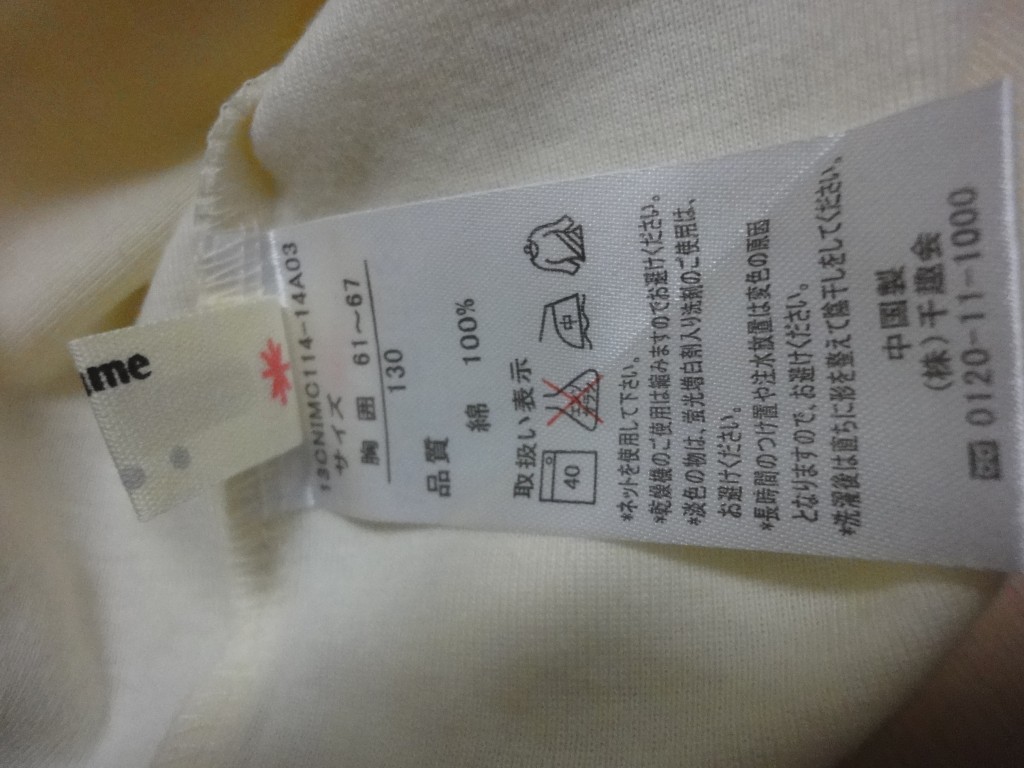 me
13CNIMC114-14A03
サイズ
胸 囲 61〜67
130
品質
綿 100%
取扱い表示
40 中
*ネットを使用して下さい。
*乾燥機のご使用は縮みますのでお避けください。
*淡色の物は、蛍光増白剤入り洗剤のご使用は、
お避けください。
*長時間のつけ置や注水放置は変色の原因
となりますので、お避けください。
*洗濯後は直ちに形を整えて陰干しをしてください。
中国製
(株)千趣会
0120-11-1000